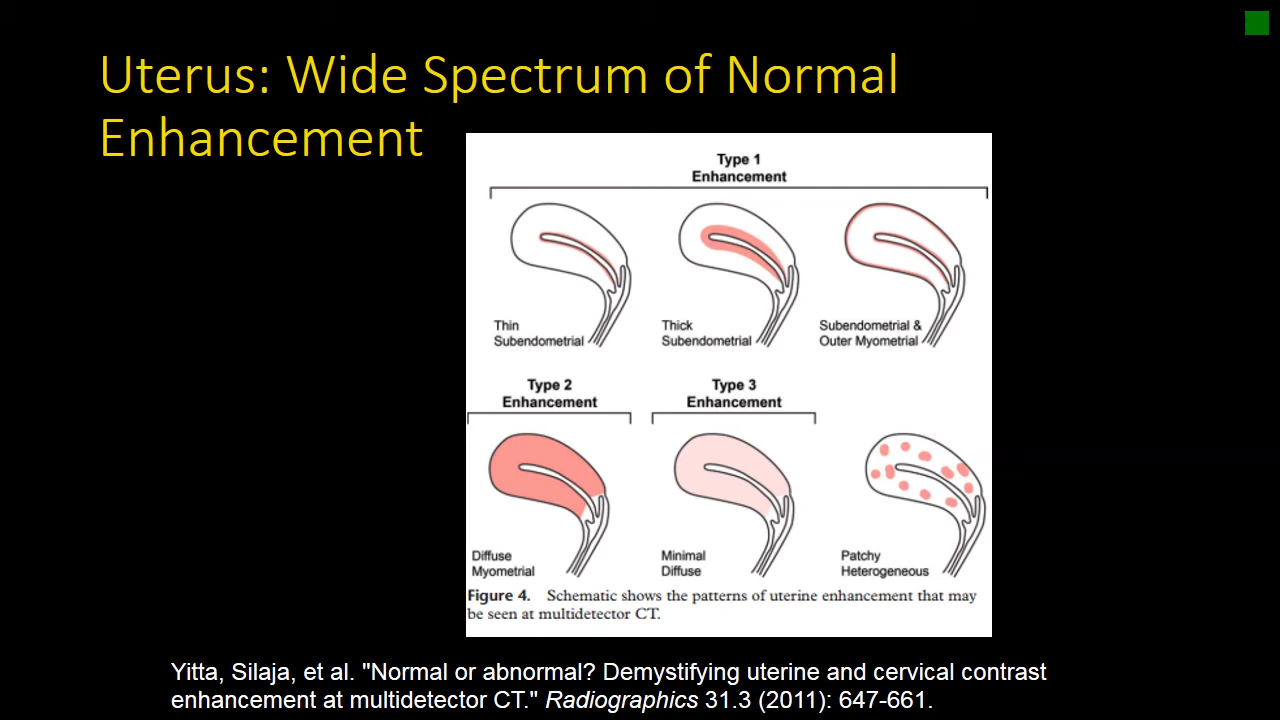 Uterus: Wide Spectrum of Normal
Enhancement
Type 1
Enhancement
Thin
Subendometrial
Thick
Subendometrial
Subendometrial &
Outer Myometrial
Type 2
Enhancement
Type 3
Enhancement
Diffuse
Myometrial
Minimal
Diffuse
Patchy
Heterogeneous
Figure 4. Schematic shows the patterns of uterine enhancement that may
be seen at multidetector CT.
Yitta, Silaja, et al. "Normal or abnormal? Demystifying uterine and cervical contrast
enhancement at multidetector CT." Radiographics 31.3 (2011): 647-661.